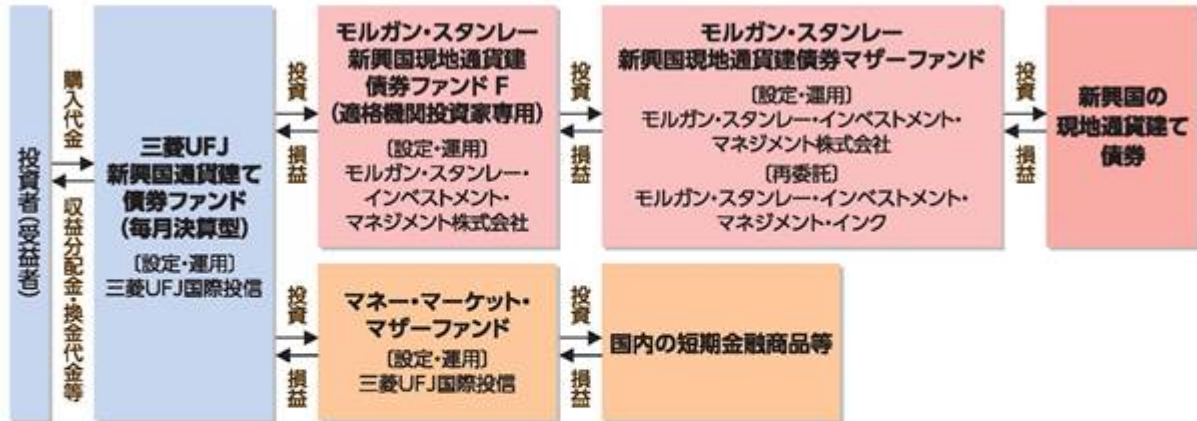 投資者(受益者)
購入代金
収益分配金・換金代金等
三菱UFJ
新興国通貨建て
債券ファンド
(毎月決算型)
〔設定・運用〕
三菱UFJ国際投信
投資
損益
モルガン・スタンレー
新興国現地通貨建
債券ファンド F
(適格機関投資家専用)
〔設定・運用〕
モルガン・スタンレー・
インベストメント・
マネジメント株式会社
投資
損益
モルガン・スタンレー
新興国現地通貨建債券マザーファンド
〔設定・運用〕
モルガン・スタンレー・インベストメント・
マネジメント株式会社
〔再委託〕
モルガン・スタンレー・インベストメント・
マネジメント・インク
投資
損益
新興国の
現地通貨建て
債券
投資
損益
マネー・マーケット・
マザーファンド
〔設定・運用〕
三菱UFJ国際投信
投資
損益
国内の短期金融商品等